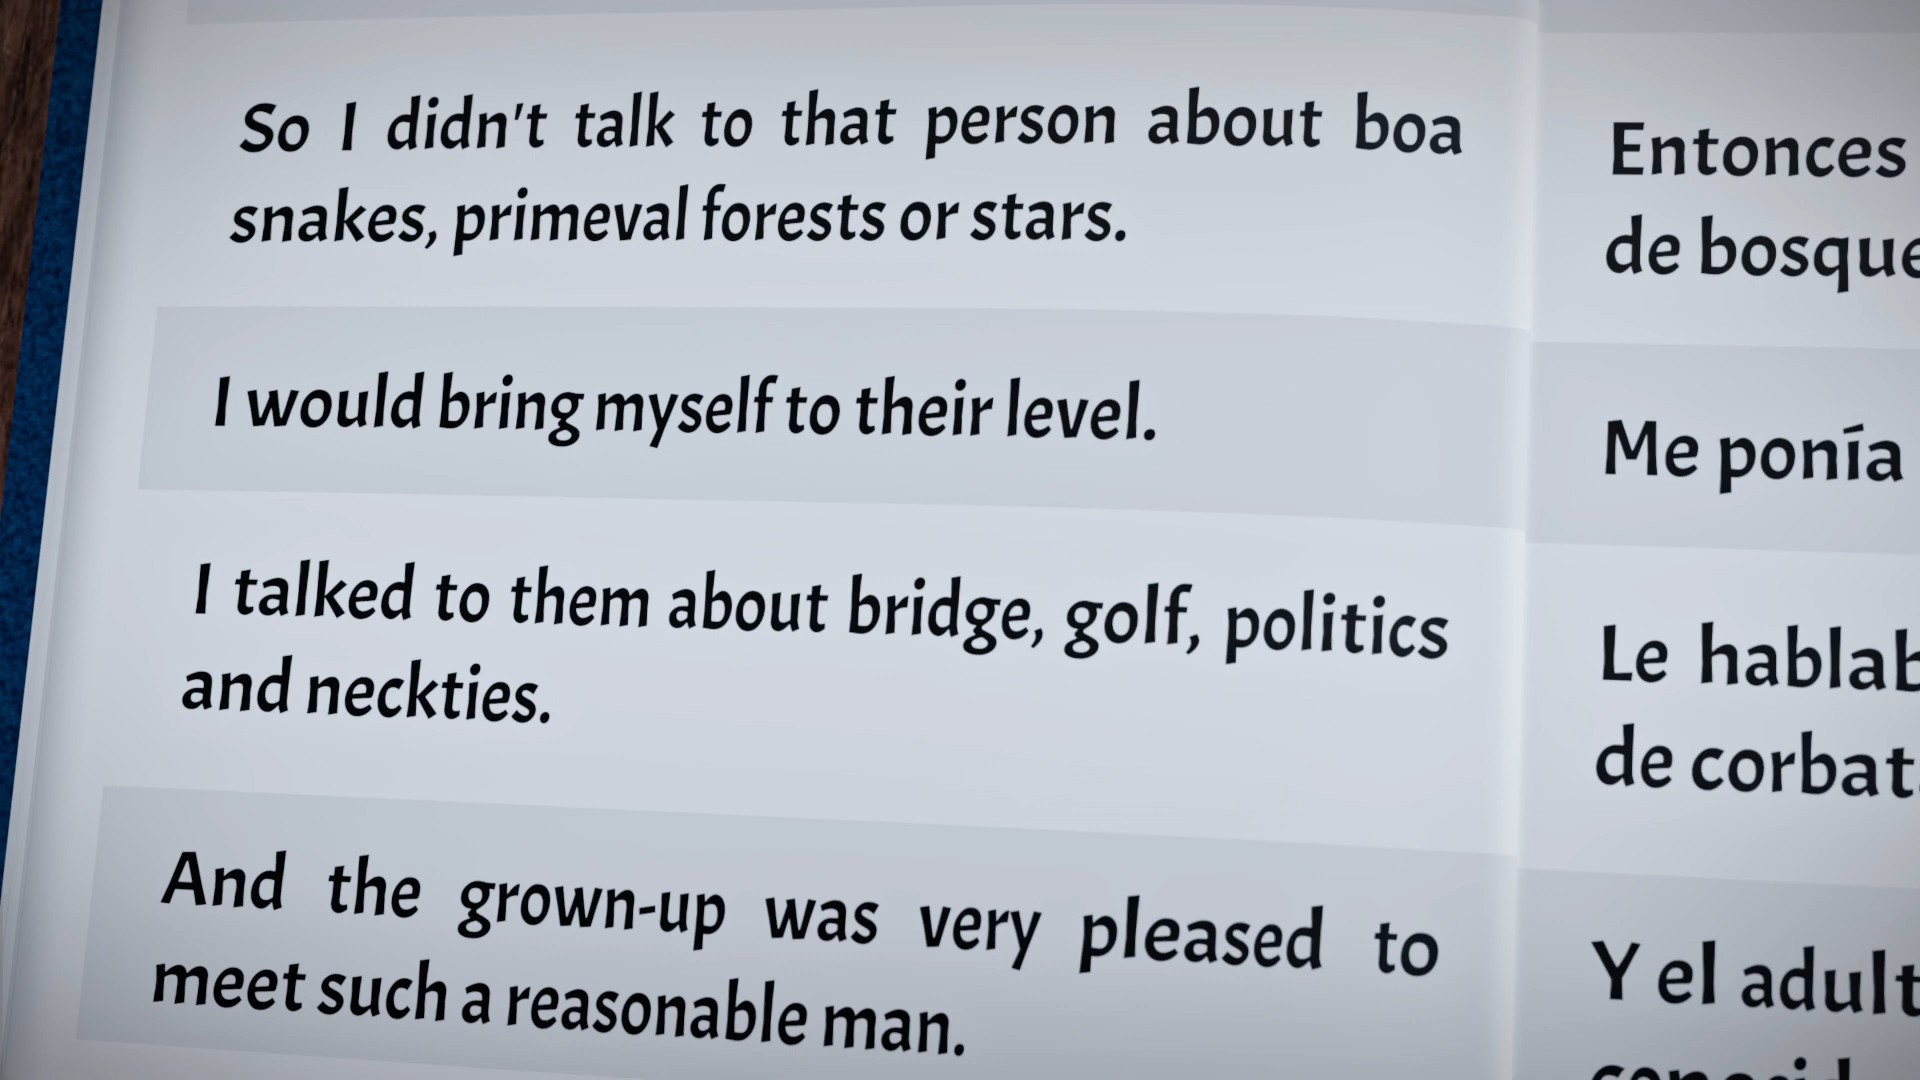 So I didn't talk to that person about boa
snakes, primeval forests or stars.
I would bring myself to their level.
I talked to them about bridge, golf, politics
and neckties.
And the grown-up was very pleased to
meet such a reasonable man.
Entonces
de bosque
Me ponía
Le hablab
de corbat
Y el adult